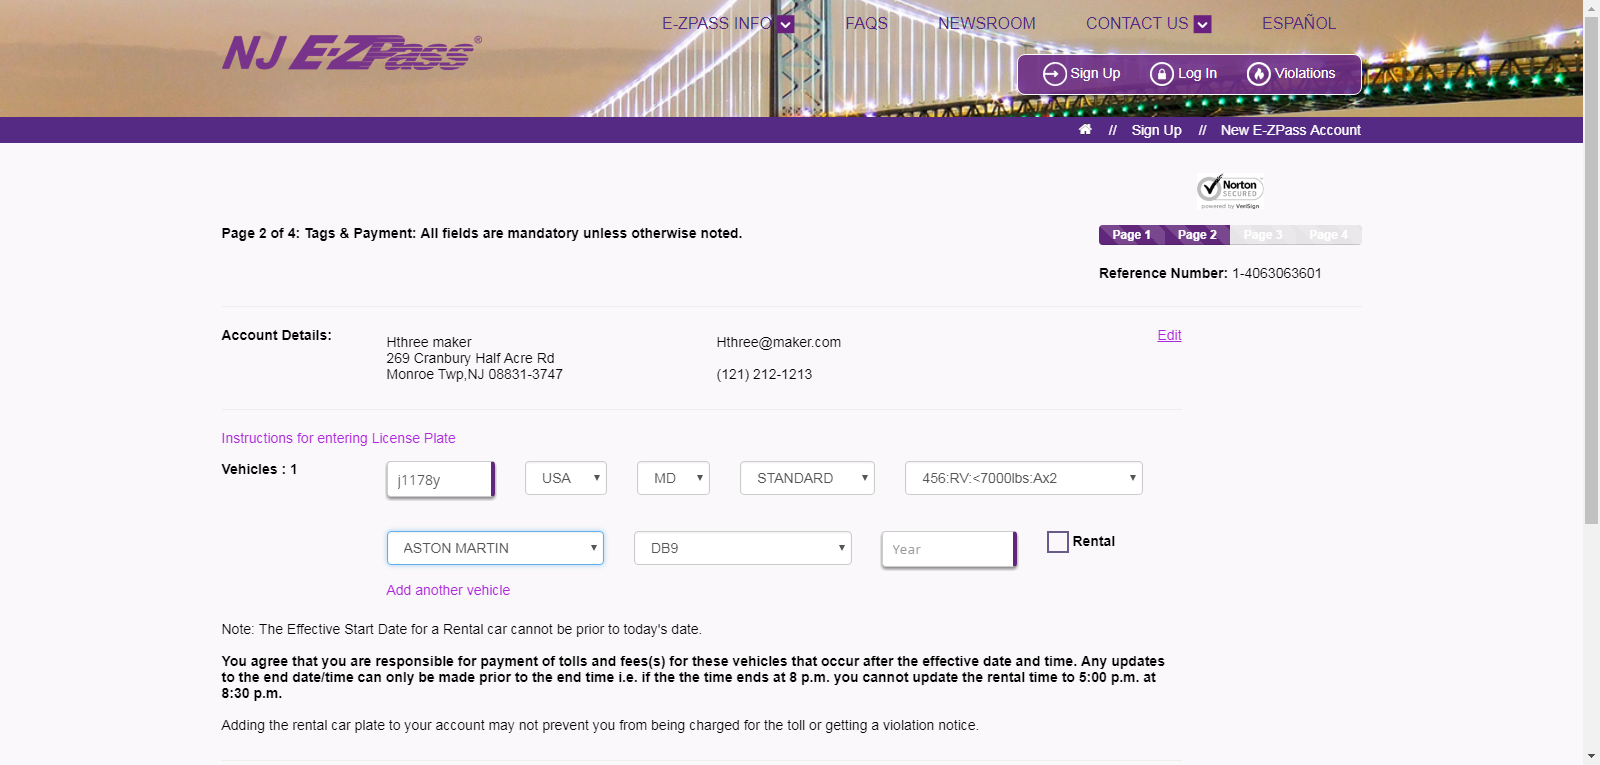 E-ZPASS INFO FAQS NEWSROOM CONTACT US ESPAÑOL
NJ E-ZPass®
Sign Up Log In Violations
// Sign Up // New E-ZPass Account
Norton
SECURED
powered by VeriSign
Page 2 of 4: Tags & Payment: All fields are mandatory unless otherwise noted.
Page 1 Page 2 Page 3 Page 4
Reference Number: 1-4063063601
Account Details:
Hthree maker
269 Cranbury Half Acre Rd
Monroe Twp,NJ 08831-3747
Hthree@maker.com
(121) 212-1213
Edit
Instructions for entering License Plate
Vehicles : 1
j1178y USA MD STANDARD 456:RV:<7000lbs:Ax2
ASTON MARTIN DB9 Year Rental
Add another vehicle
Note: The Effective Start Date for a Rental car cannot be prior to today's date.
You agree that you are responsible for payment of tolls and fees(s) for these vehicles that occur after the effective date and time. Any updates
to the end date/time can only be made prior to the end time i.e. if the the time ends at 8 p.m. you cannot update the rental time to 5:00 p.m. at
8:30 p.m.
Adding the rental car plate to your account may not prevent you from being charged for the toll or getting a violation notice.